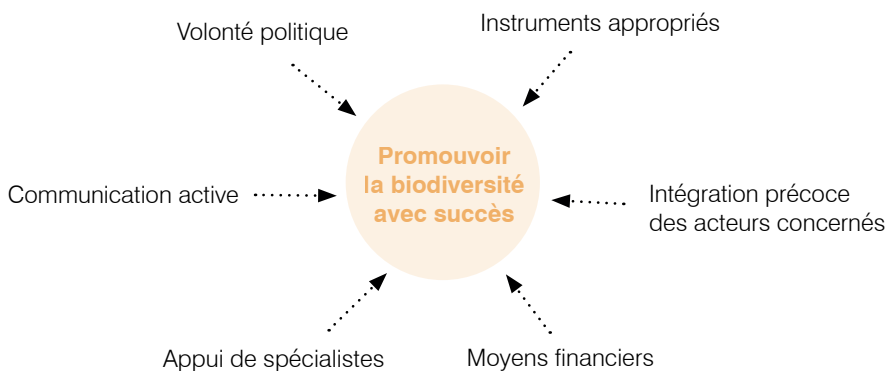 Volonté politique
Instruments appropriés
Promouvoir
la biodiversité
avec succès
Communication active
Intégration précoce
des acteurs concernés
Appui de spécialistes
Moyens financiers